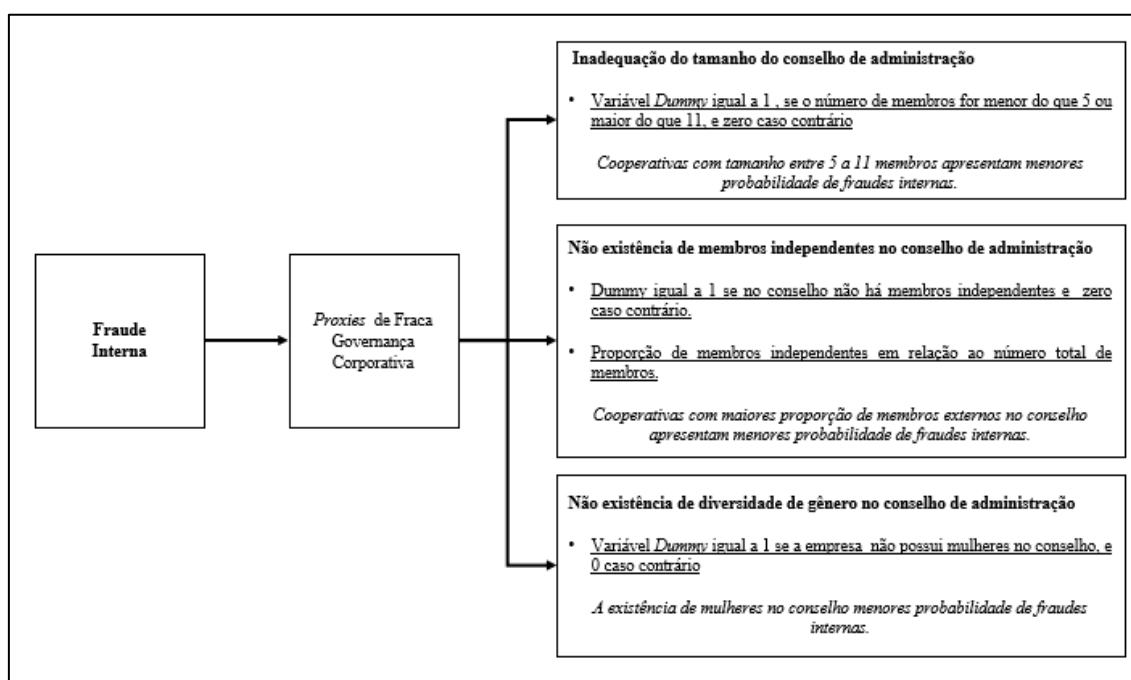 Fraude
Interna
Proxies de Fraca
Governança
Corporativa
Inadequação do tamanho do conselho de administração
• Variável Dummy igual a 1 , se o número de membros for menor do que 5 ou
maior do que 11, e zero caso contrário
Cooperativas com tamanho entre 5 a 11 membros apresentam menores
probabilidade de fraudes internas.
Não existência de membros independentes no conselho de administração
• Dummy igual a 1 se no conselho não há membros independentes e zero
caso contrário.
• Proporção de membros independentes em relação ao número total de
membros.
Cooperativas com maiores proporção de membros externos no conselho
apresentam menores probabilidade de fraudes internas.
Não existência de diversidade de gênero no conselho de administração
• Variável Dummy igual a 1 se a empresa não possui mulheres no conselho, e
0 caso contrário
A existência de mulheres no conselho menores probabilidade de fraudes
internas.